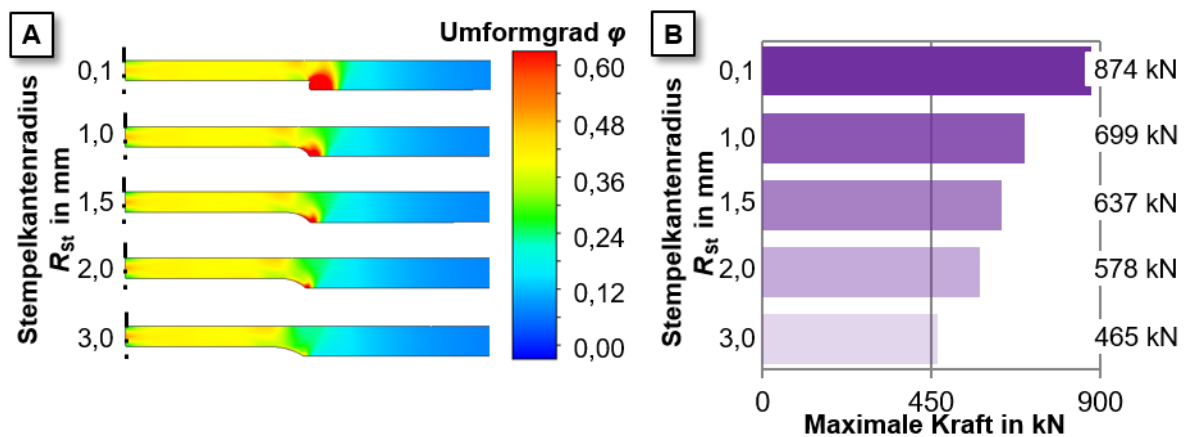 A
Umformgrad φ
Stempelkantenradius
R_St in mm
0,1
1,0
1,5
2,0
3,0
0,60
0,48
0,36
0,24
0,12
0,00
B
Stempelkantenradius
R_St in mm
0,1
874 kN
1,0
699 kN
1,5
637 kN
2,0
578 kN
3,0
465 kN
0
450
900
Maximale Kraft in kN